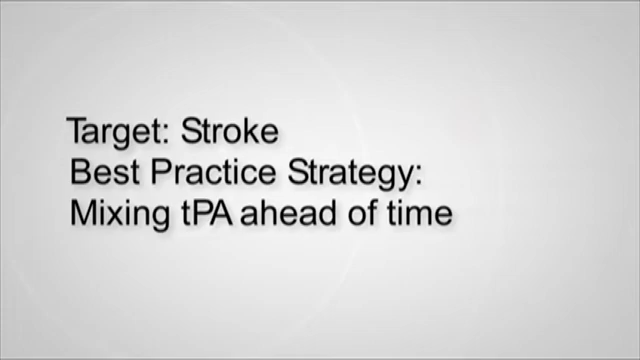 Target: Stroke
Best Practice Strategy:
Mixing tPA ahead of time